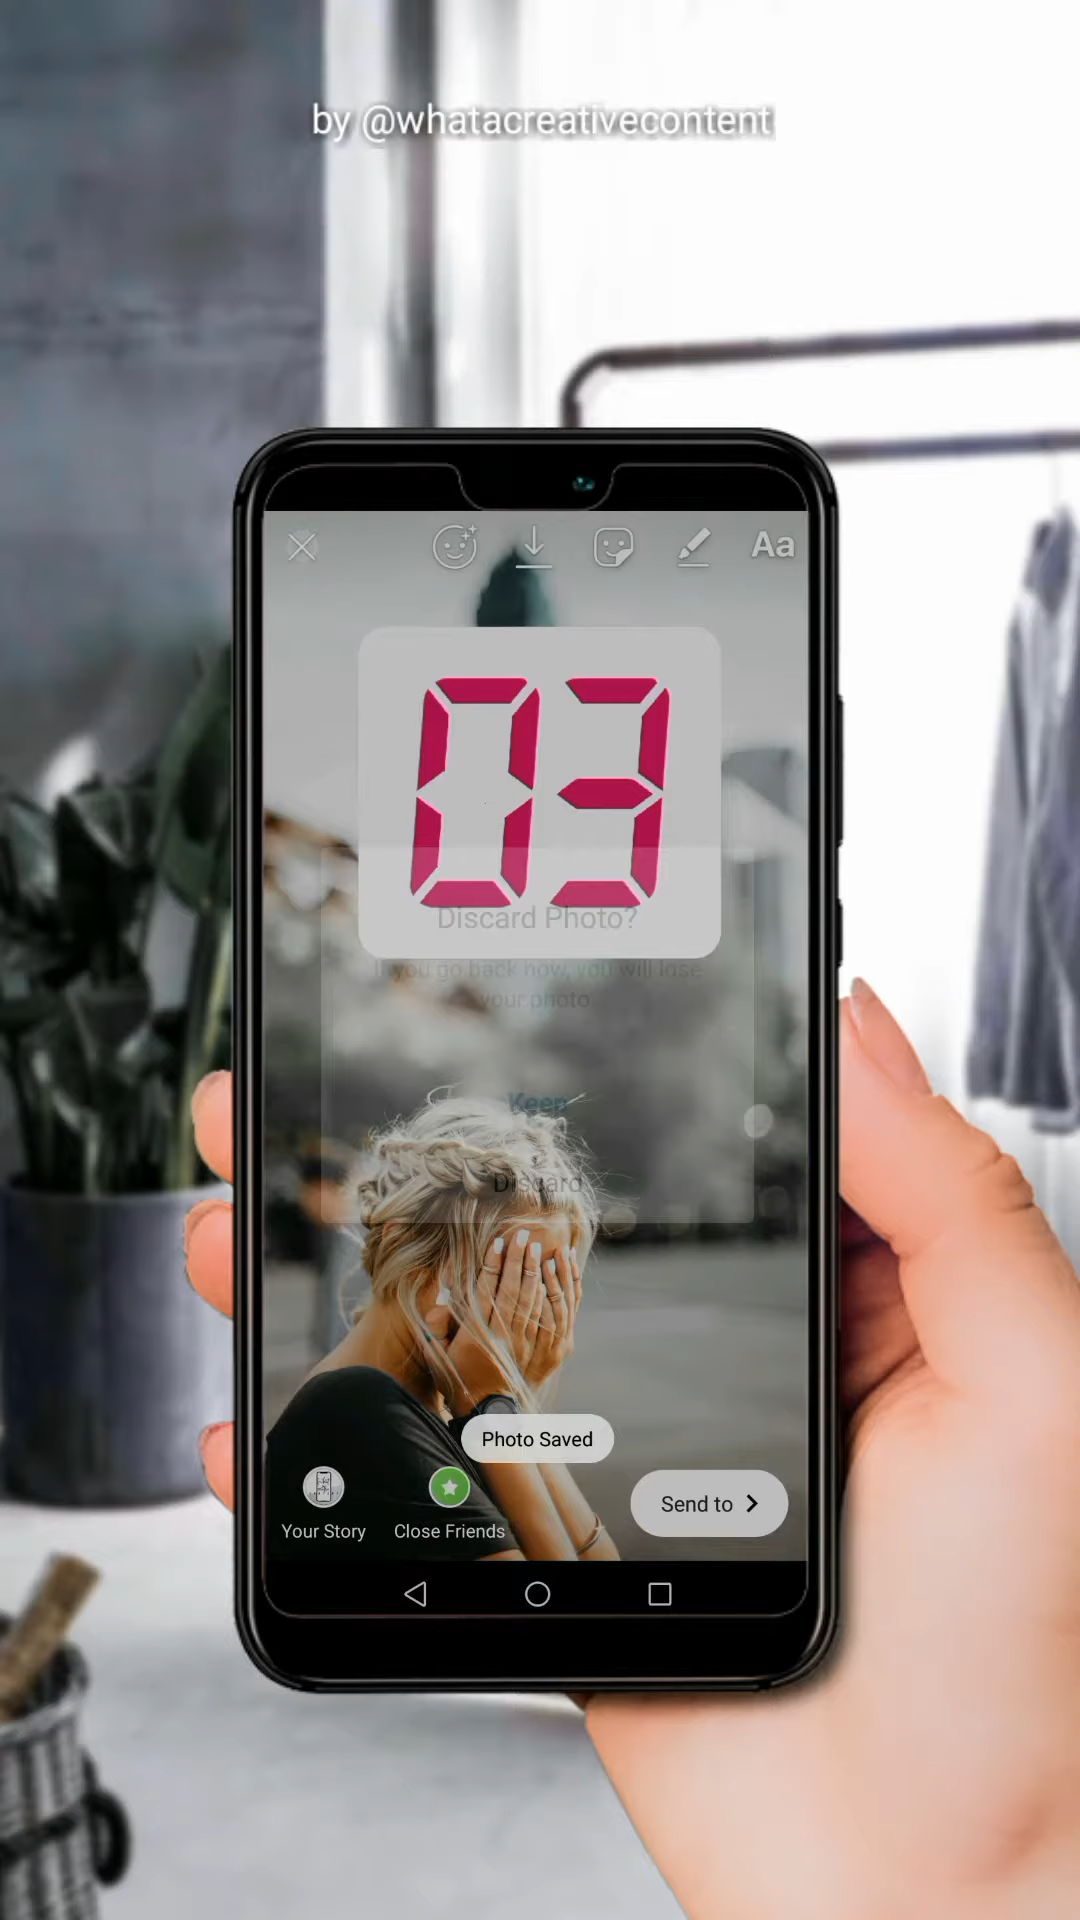 by @whatacreativecontent
Aa
03
Discard Photo?
If you go back now, you will lose
your photo.
Keep
Discard
Photo Saved
Your Story
Close Friends
Send to